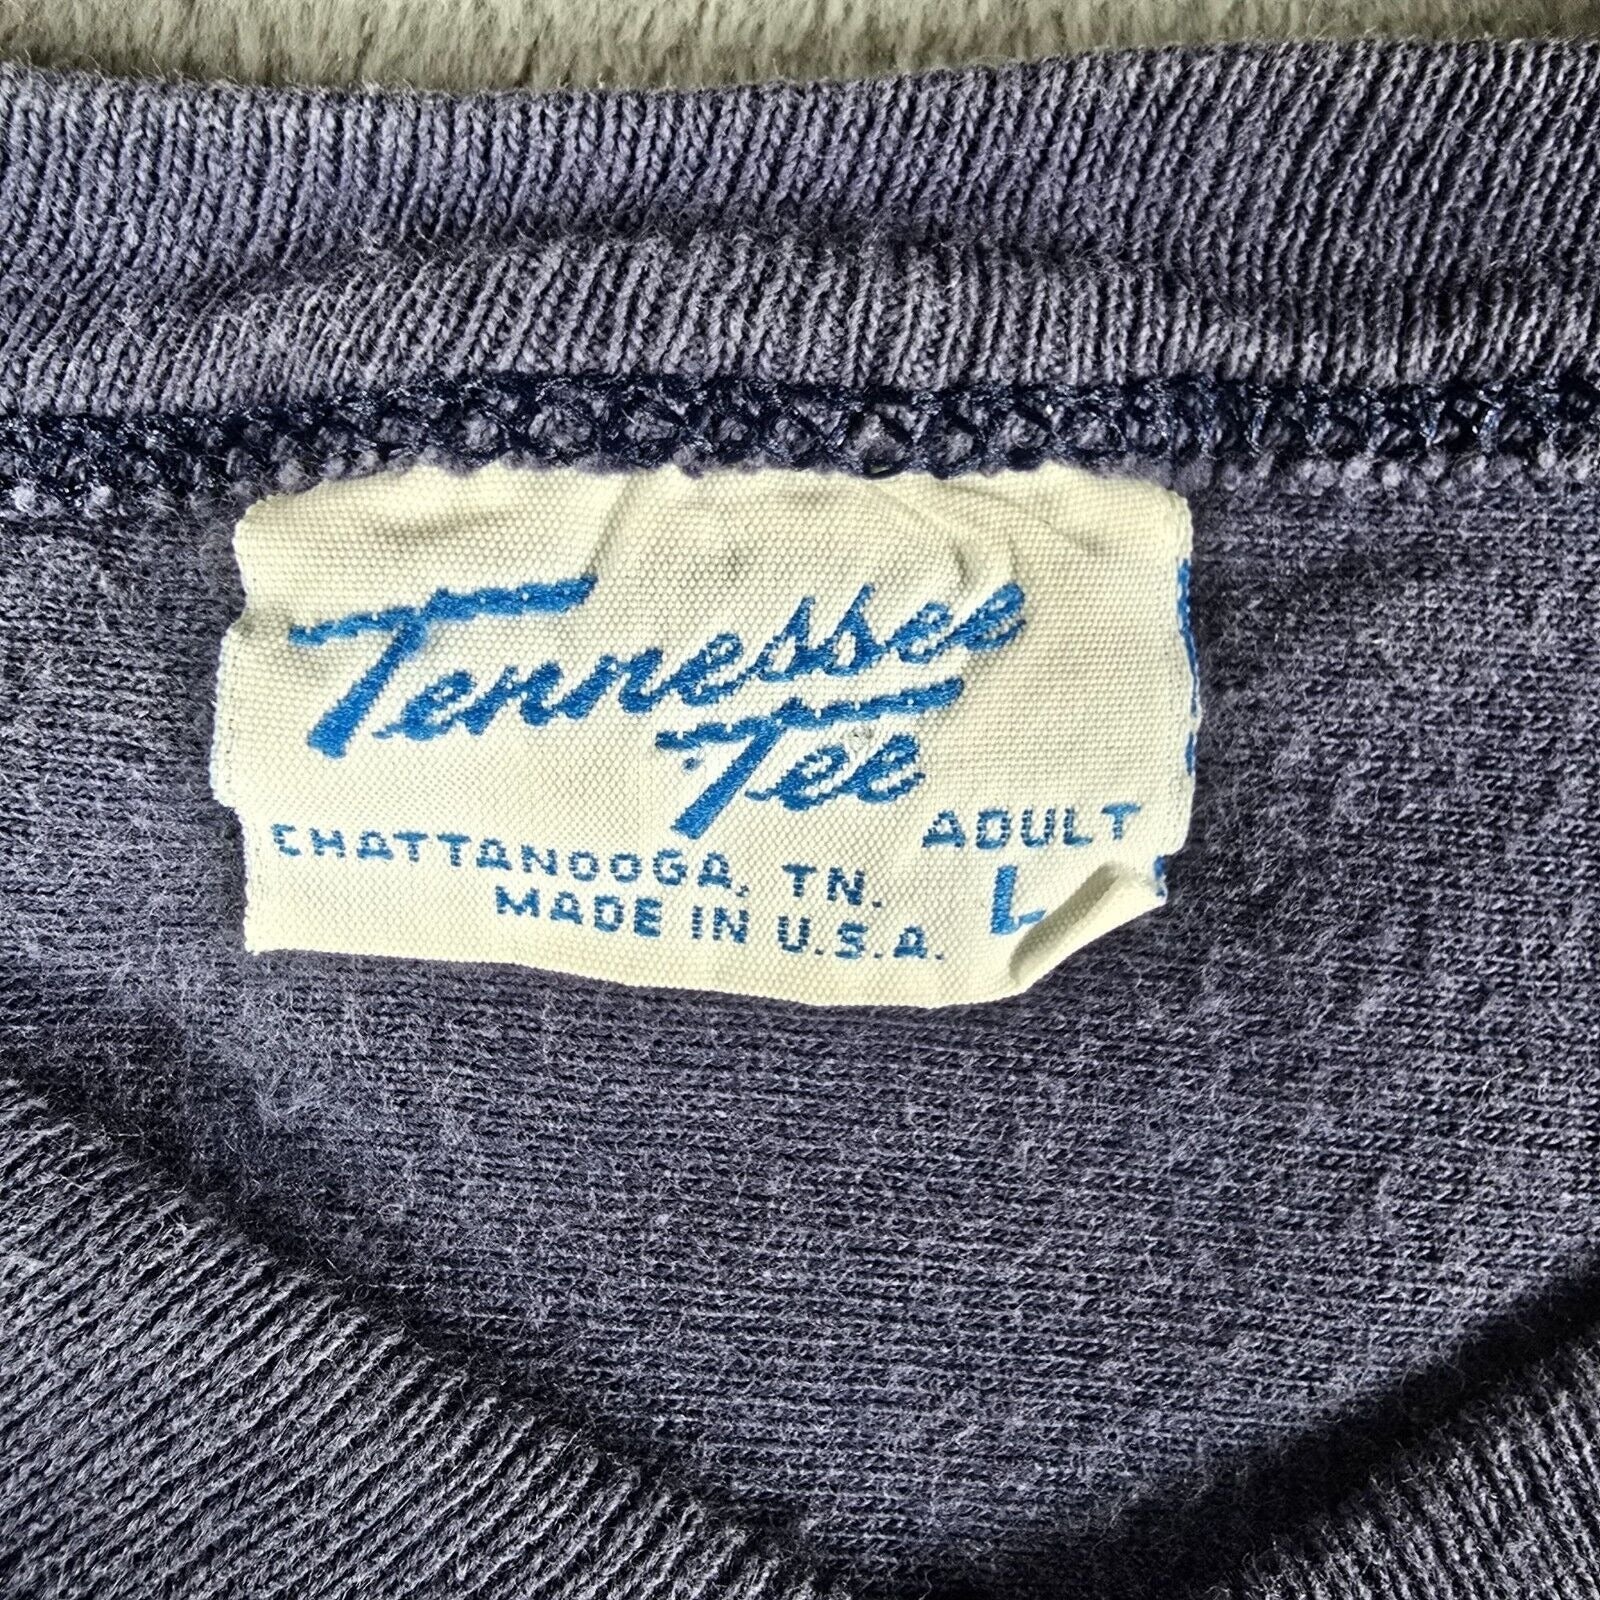 Tennessee
Tee
CHATTANOOGA, TN.
MADE IN U.S.A.
ADULT
L